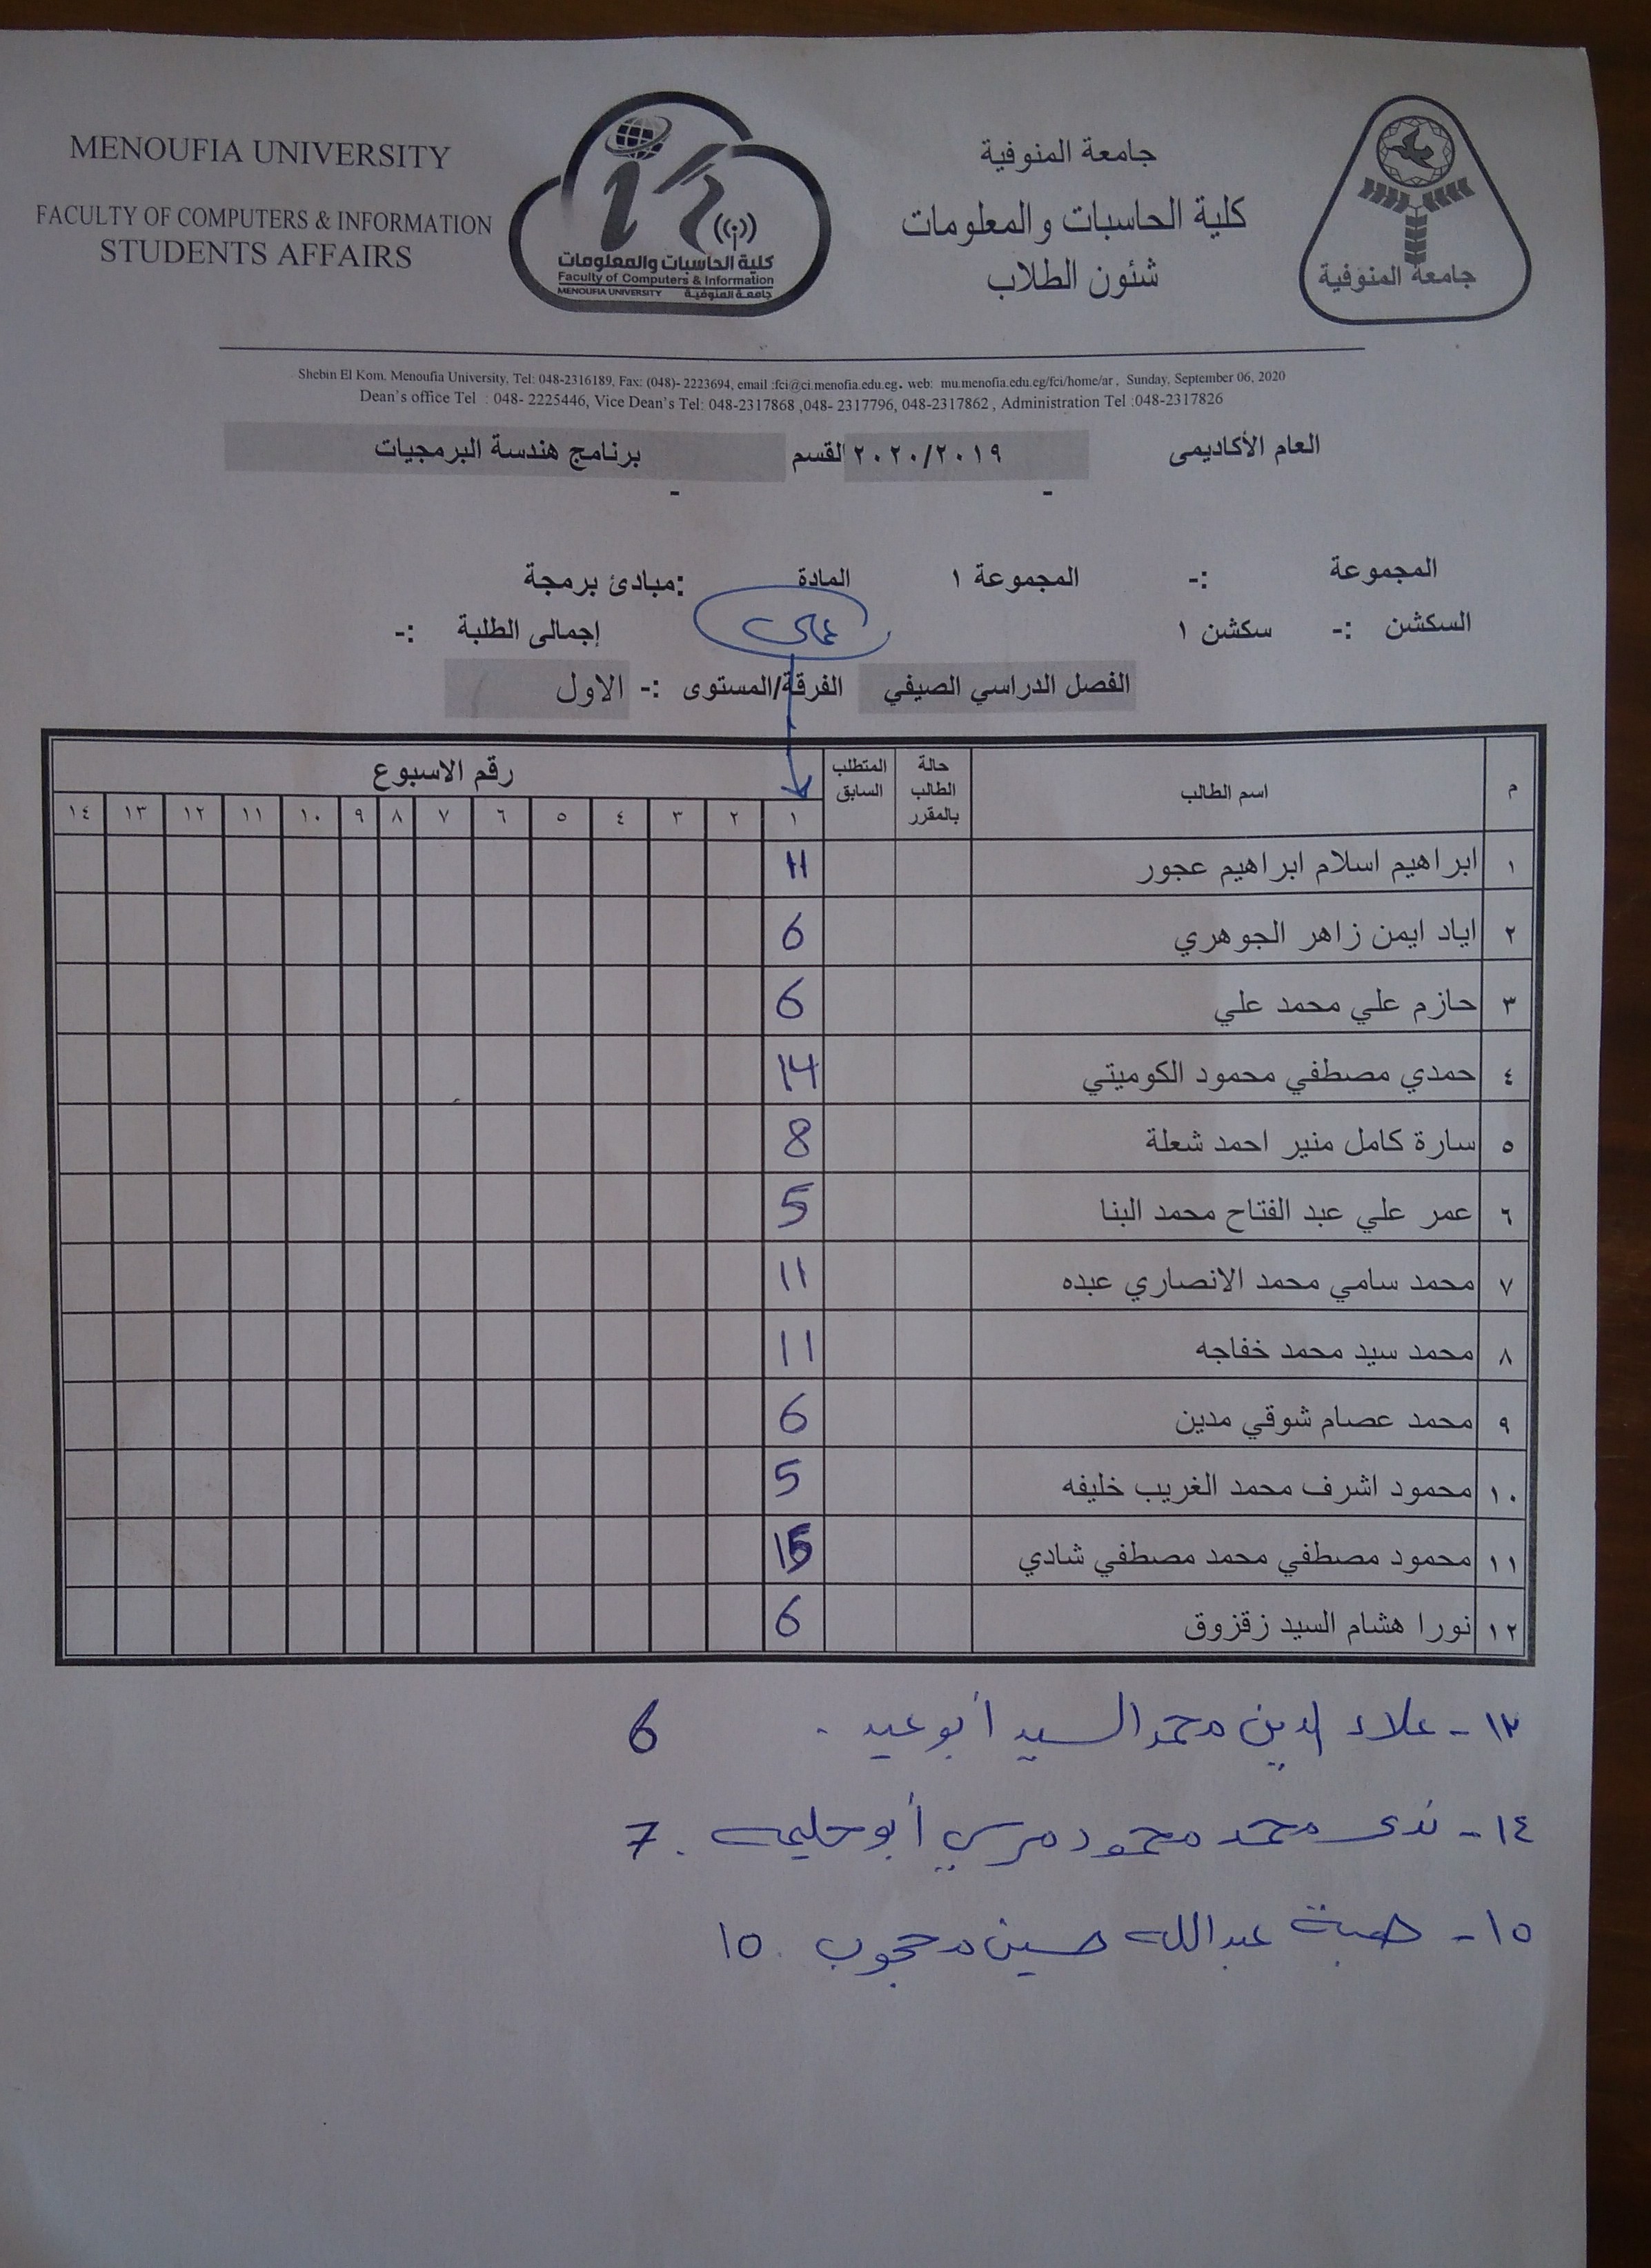 MENOUFIA UNIVERSITY
FACULTY OF COMPUTERS & INFORMATION
STUDENTS AFFAIRS
كلية الحاسبات والمعلومات
Faculty of Computers & Information
MENOUFIA UNIVERSITY جامعة المنوفية
جامعة المنوفية
كلية الحاسبات والمعلومات
شئون الطلاب
جامعة المنوفية
Shebin El Kom, Menoufia University, Tel: 048-2316189, Fax: (048)- 2223694, email :fci@ci.menofia.edu.eg. web: mu.menofia.edu.eg/fci/home/ar , Sunday, September 06, 2020
Dean's office Tel : 048- 2225446, Vice Dean's Tel: 048-2317868 ,048- 2317796, 048-2317862 , Administration Tel :048-2317826
العام الأكاديمى ٢٠٢٠/٢٠١٩ القسم برنامج هندسة البرمجيات
- -
المجموعة :- المجموعة ١ المادة :مبادئ برمجة
السكشن :- سكشن ١ عملى إجمالى الطلبة :-
الفصل الدراسي الصيفي الفرقة/المستوى :- الاول
م اسم الطالب حالة الطالب بالمقرر المتطلب السابق رقم الاسبوع
١ ٢ ٣ ٤ ٥ ٦ ٧ ٨ ٩ ١٠ ١١ ١٢ ١٣ ١٤
١ ابراهيم اسلام ابراهيم عجور 11
٢ اياد ايمن زاهر الجوهري 6
٣ حازم علي محمد علي 6
٤ حمدي مصطفي محمود الكوميتي 14
٥ سارة كامل منير احمد شعلة 8
٦ عمر علي عبد الفتاح محمد البنا 5
٧ محمد سامي محمد الانصاري عبده 11
٨ محمد سيد محمد خفاجه 11
٩ محمد عصام شوقي مدين 6
١٠ محمود اشرف محمد الغريب خليفه 5
١١ محمود مصطفي محمد مصطفي شادي 15
١٢ نورا هشام السيد زقزوق 6
١٣- علاء الدين محمد السيد أبو عيد . 6
١٤- ندى محمد محمود مرسي أبو حليمه . 7
١٥- هبة عبدالله حسين محجوب . 10